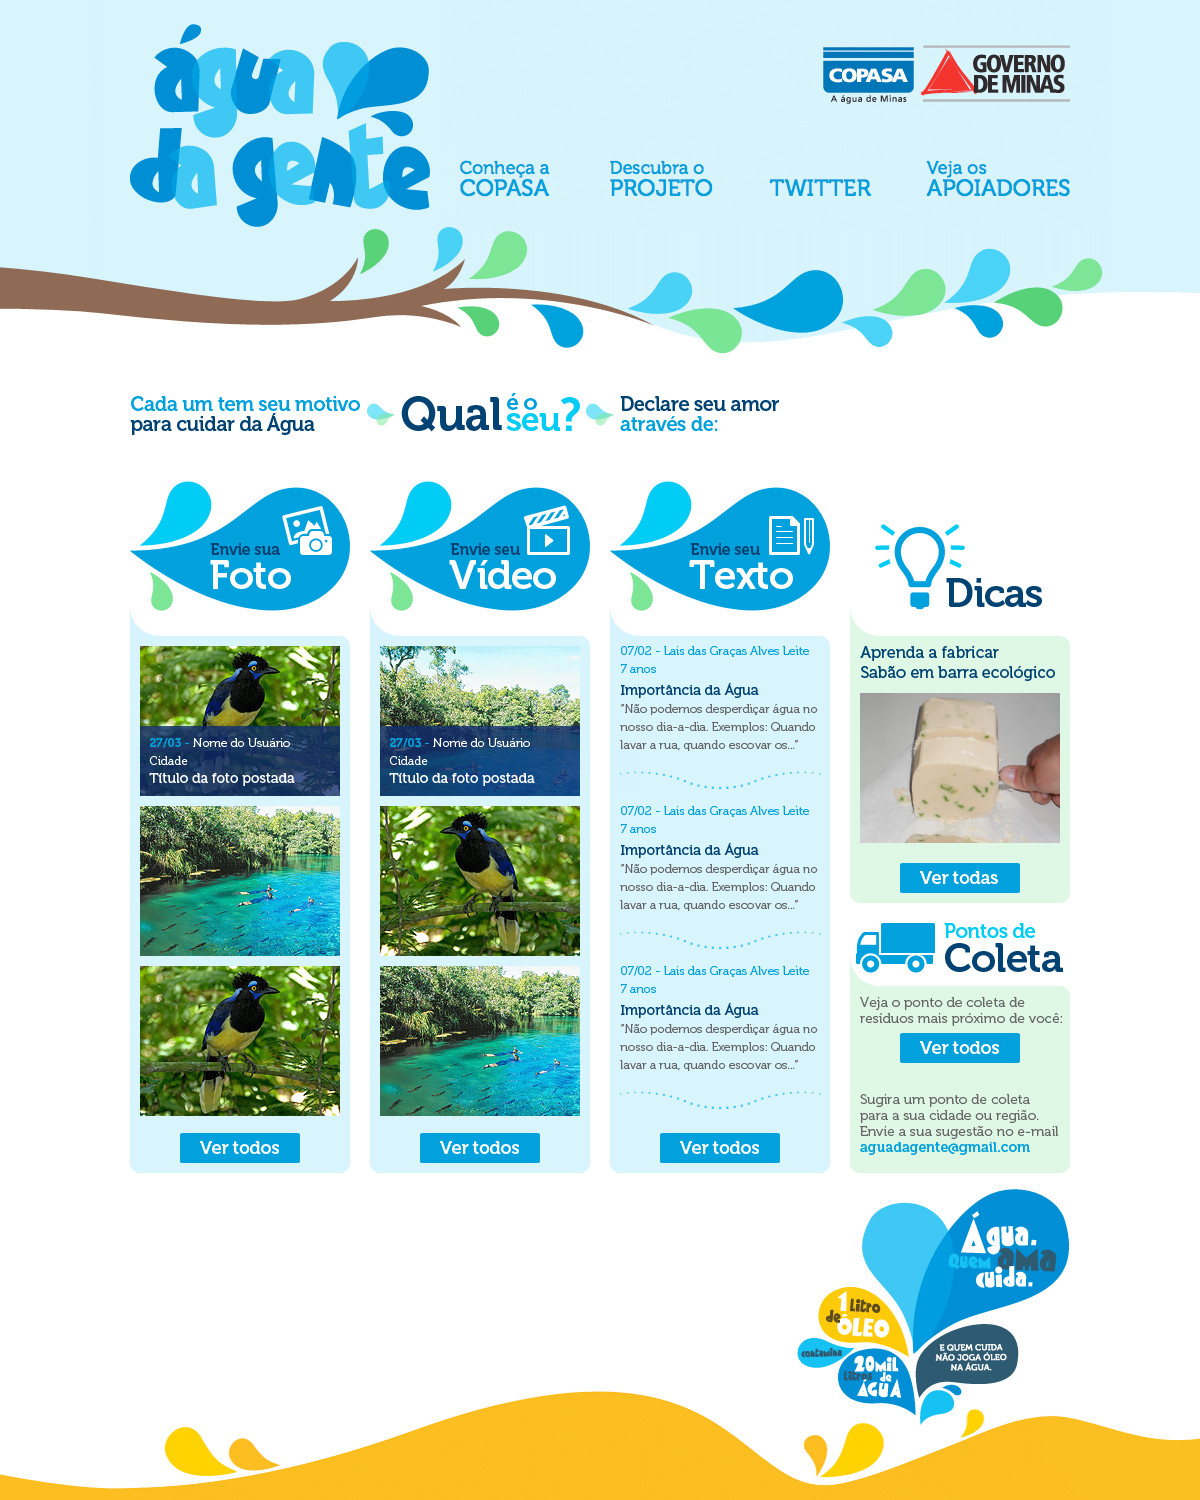 água
da gente
COPASA
A água de Minas
GOVERNO
DE MINAS
Conheça a
COPASA
Descubra o
PROJETO
TWITTER
Veja os
APOIADORES
Cada um tem seu motivo
para cuidar da Água
Qual é o seu?
Declare seu amor
através de:
Envie sua
Foto
27/03 - Nome do Usuário
Cidade
Título da foto postada
Ver todos
Envie seu
Vídeo
27/03 - Nome do Usuário
Cidade
Título da foto postada
Ver todos
Envie seu
Texto
07/02 - Lais das Graças Alves Leite
7 anos
Importância da Água
“Não podemos desperdiçar água no
nosso dia-a-dia. Exemplos: Quando
lavar a rua, quando escovar os...”
07/02 - Lais das Graças Alves Leite
7 anos
Importância da Água
“Não podemos desperdiçar água no
nosso dia-a-dia. Exemplos: Quando
lavar a rua, quando escovar os...”
07/02 - Lais das Graças Alves Leite
7 anos
Importância da Água
“Não podemos desperdiçar água no
nosso dia-a-dia. Exemplos: Quando
lavar a rua, quando escovar os...”
Ver todos
Dicas
Aprenda a fabricar
Sabão em barra ecológico
Ver todas
Pontos de
Coleta
Veja o ponto de coleta de
resíduos mais próximo de você:
Ver todos
Sugira um ponto de coleta
para a sua cidade ou região.
Envie a sua sugestão no e-mail
aguadagente@gmail.com
Água.
Quem ama
cuida.
1 Litro
de ÓLEO
contamina
20mil
Litros de
ÁGUA
E QUEM CUIDA
NÃO JOGA ÓLEO
NA ÁGUA.